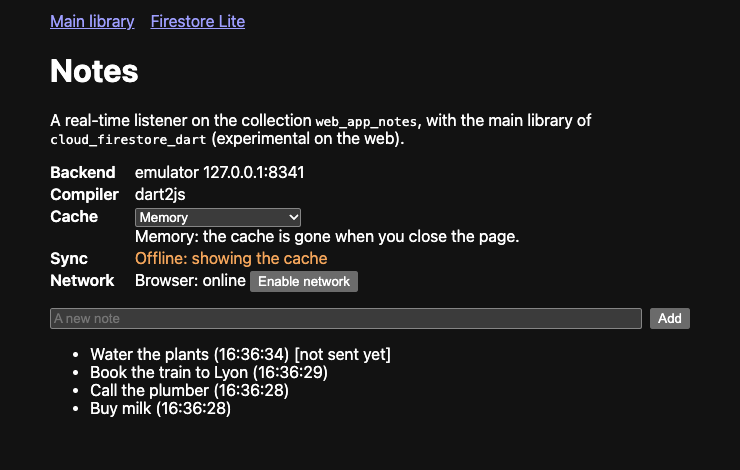 Main library Firestore Lite
Notes
A real-time listener on the collection web_app_notes, with the main library of
cloud_firestore_dart (experimental on the web).
Backend emulator 127.0.0.1:8341
Compiler dart2js
Cache Memory
Memory: the cache is gone when you close the page.
Sync Offline: showing the cache
Network Browser: online Enable network
A new note Add
• Water the plants (16:36:34) [not sent yet]
• Book the train to Lyon (16:36:29)
• Call the plumber (16:36:28)
• Buy milk (16:36:28)